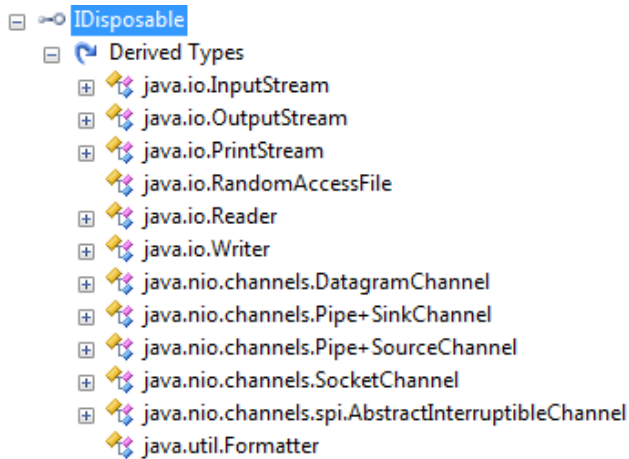 IDisposable
Derived Types
java.io.InputStream
java.io.OutputStream
java.io.PrintStream
java.io.RandomAccessFile
java.io.Reader
java.io.Writer
java.nio.channels.DatagramChannel
java.nio.channels.Pipe+SinkChannel
java.nio.channels.Pipe+SourceChannel
java.nio.channels.SocketChannel
java.nio.channels.spi.AbstractInterruptibleChannel
java.util.Formatter